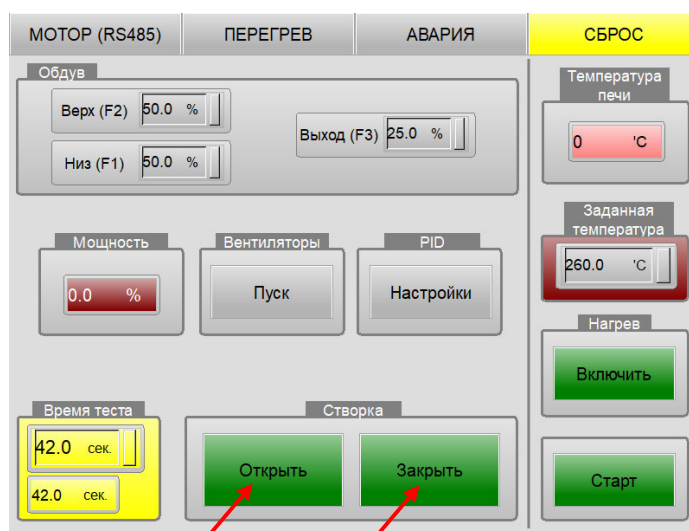 МОТОР (RS485) ПЕРЕГРЕВ АВАРИЯ СБРОС
Обдув
Верх (F2) 50.0 %
Низ (F1) 50.0 %
Выход (F3) 25.0 %
Температура
печи
0 'C
Заданная
температура
260.0 'C
Мощность
0.0 %
Вентиляторы
Пуск
PID
Настройки
Нагрев
Включить
Время теста
42.0 сек.
42.0 сек.
Створка
Открыть Закрыть
Старт